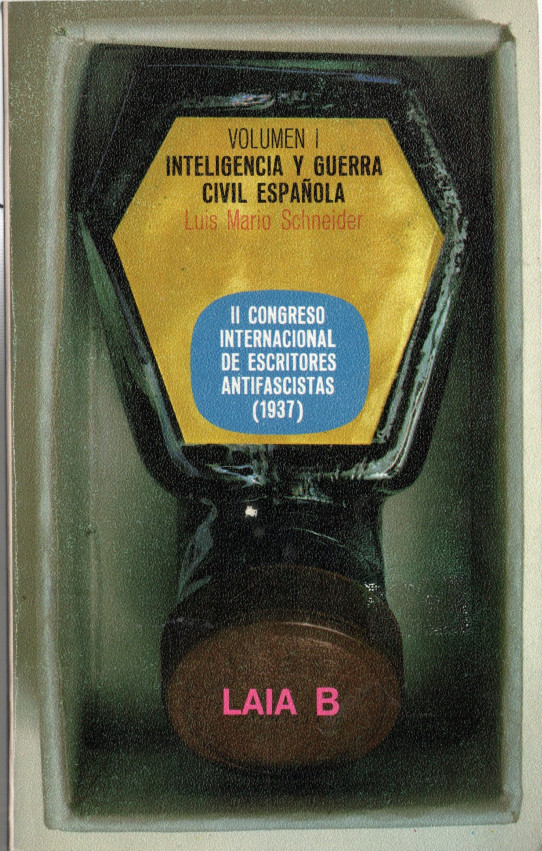 VOLUMEN I
INTELIGENCIA Y GUERRA
CIVIL ESPAÑOLA
Luis Mario Schneider
II CONGRESO
INTERNACIONAL
DE ESCRITORES
ANTIFASCISTAS
(1937)
LAIA B